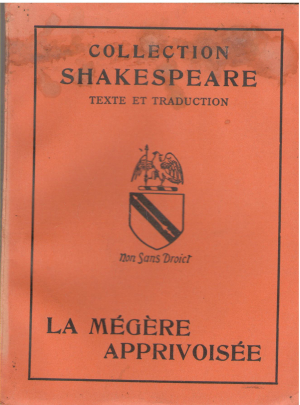 COLLECTION
SHAKESPEARE
TEXTE ET TRADUCTION
Non Sans Droict
LA MÉGÈRE
APPRIVOISÉE